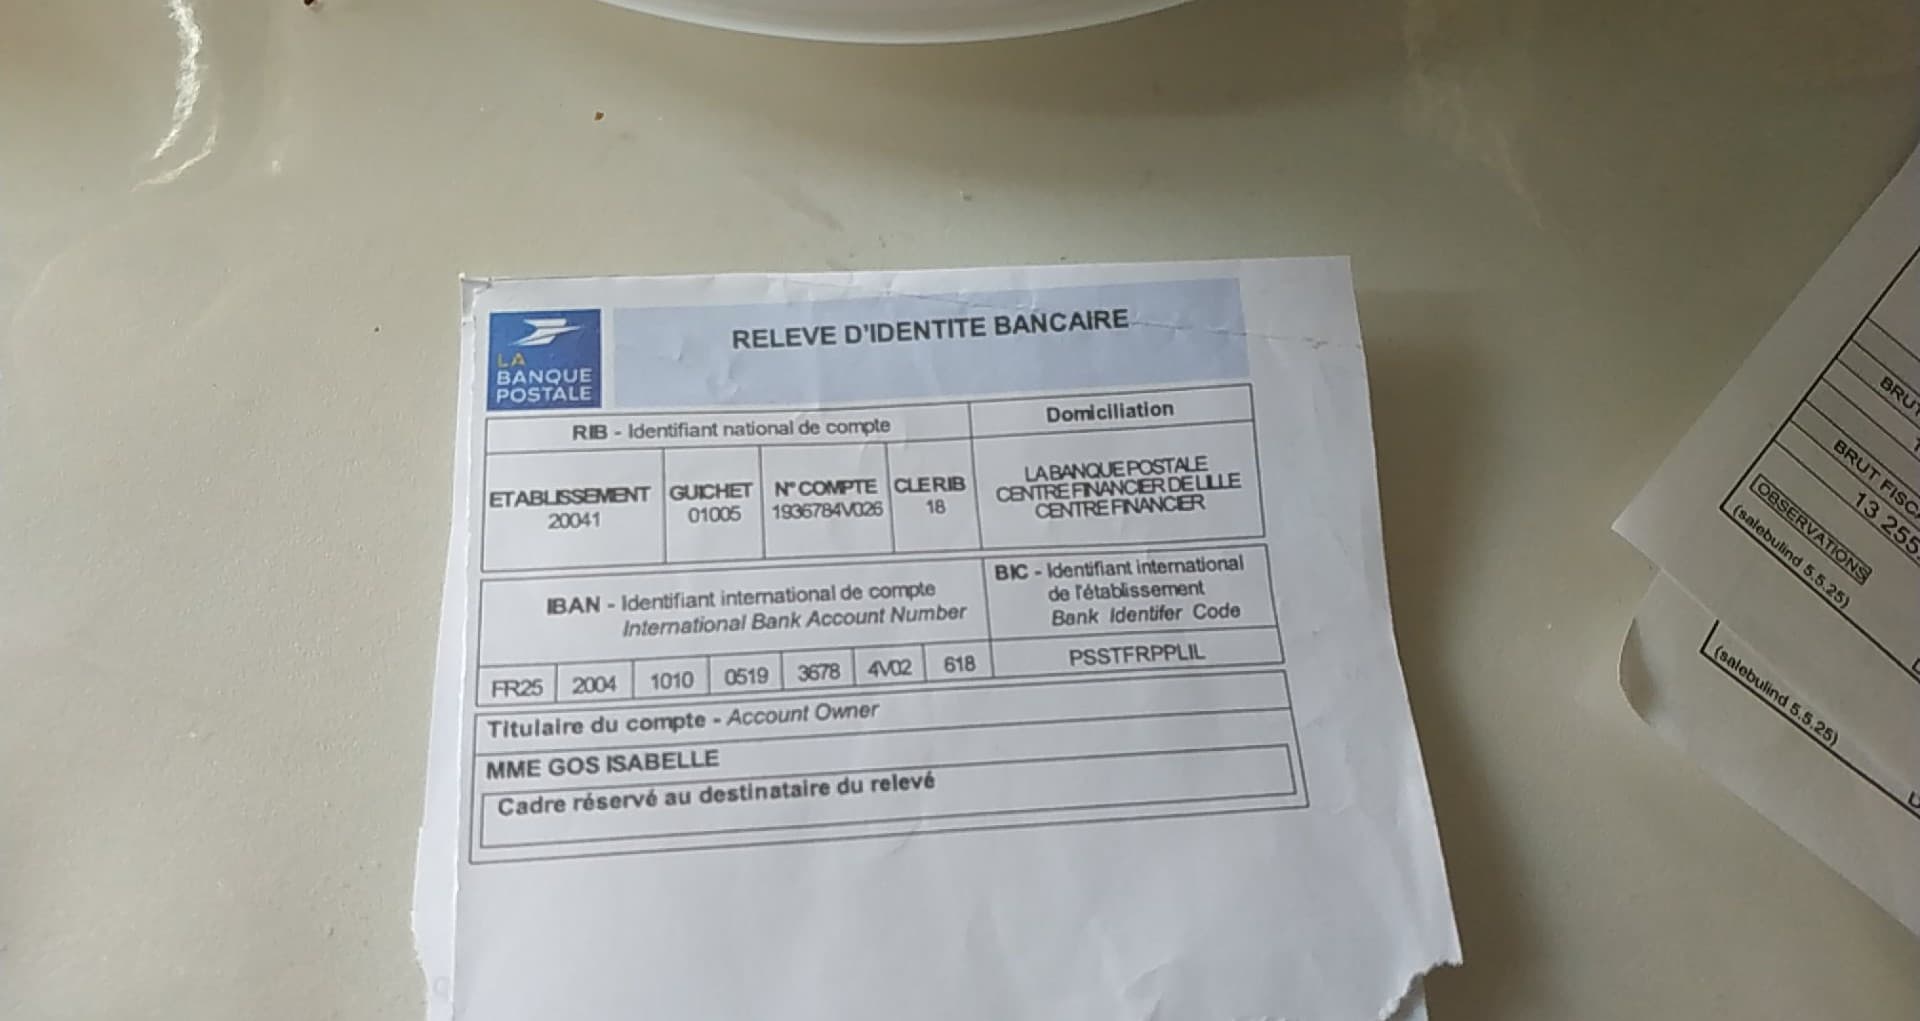 LA
BANQUE
POSTALE
RELEVE D'IDENTITE BANCAIRE
RIB - Identifiant national de compte
Domiciliation
ETABLISSEMENT
20041
GUICHET
01005
N° COMPTE
1936784V026
CLE RIB
18
LA BANQUE POSTALE
CENTRE FINANCIER DE LILLE
CENTRE FINANCIER
IBAN - Identifiant international de compte
International Bank Account Number
BIC - Identifiant international
de l'établissement
Bank Identifer Code
FR25 2004 1010 0519 3678 4V02 618
PSSTFRPPLIL
Titulaire du compte - Account Owner
MME GOS ISABELLE
Cadre réservé au destinataire du relevé
BRUT
BRUT FISC
13 255
OBSERVATIONS
(salebulind 5.5.25)
(salebulind 5.5.25)